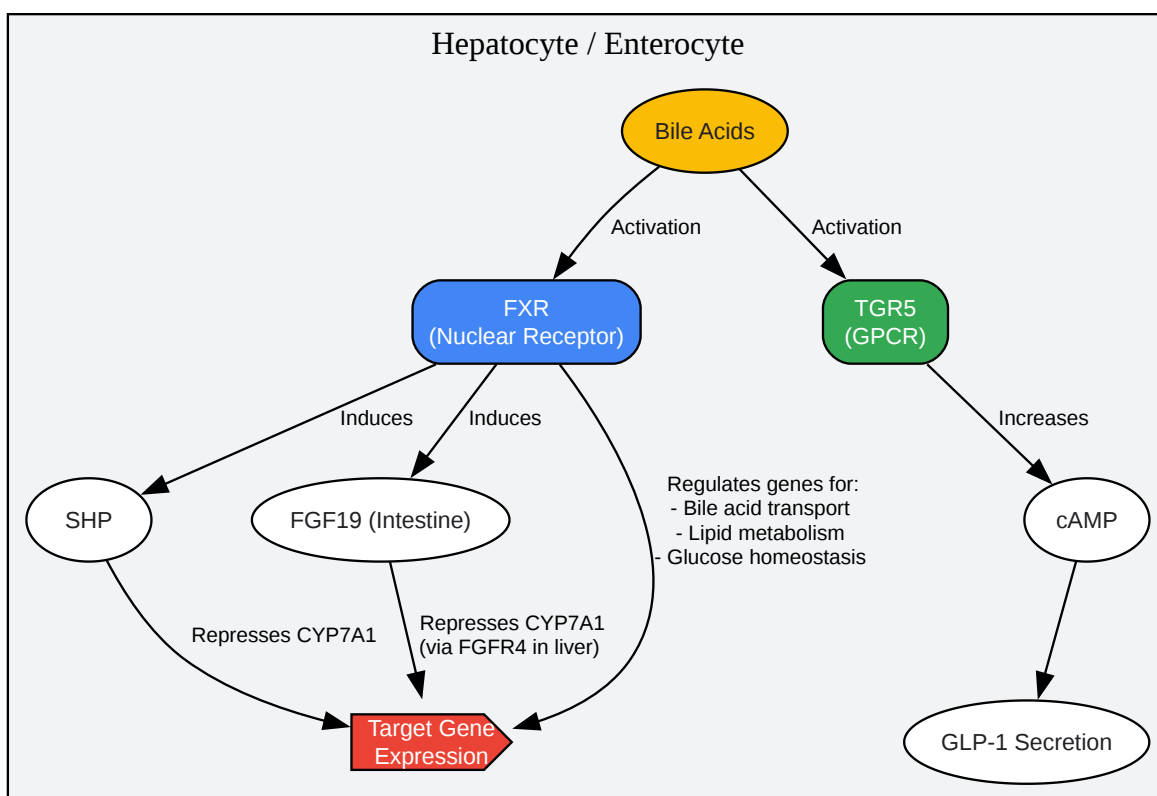 Hepatocyte / Enterocyte
Bile Acids
Activation
Activation
FXR
(Nuclear Receptor)
TGR5
(GPCR)
Induces
Induces
Increases
SHP
FGF19 (Intestine)
Regulates genes for:
- Bile acid transport
- Lipid metabolism
- Glucose homeostasis
cAMP
Represses CYP7A1
Represses CYP7A1
(via FGFR4 in liver)
Target Gene
Expression
GLP-1 Secretion